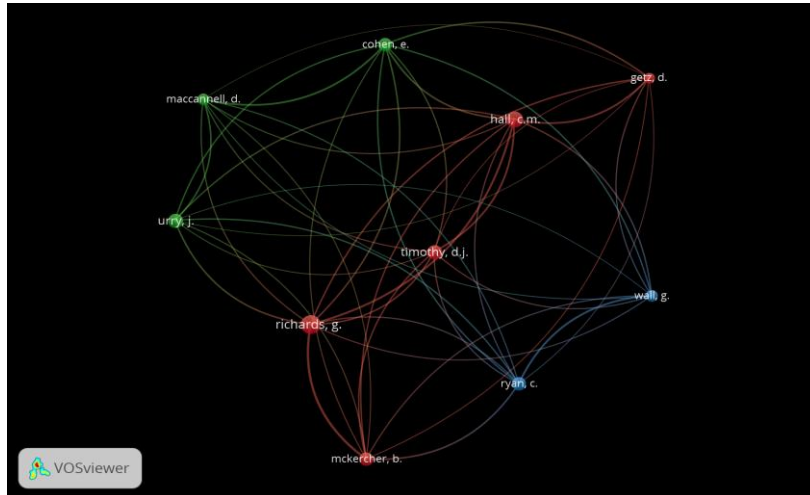 cohen, e.
getz, d.
maccannell, d.
hall, c.m.
urry, j.
timothy, d.j.
wall, g.
richards, g.
ryan, c.
mckercher, b.
VOSviewer